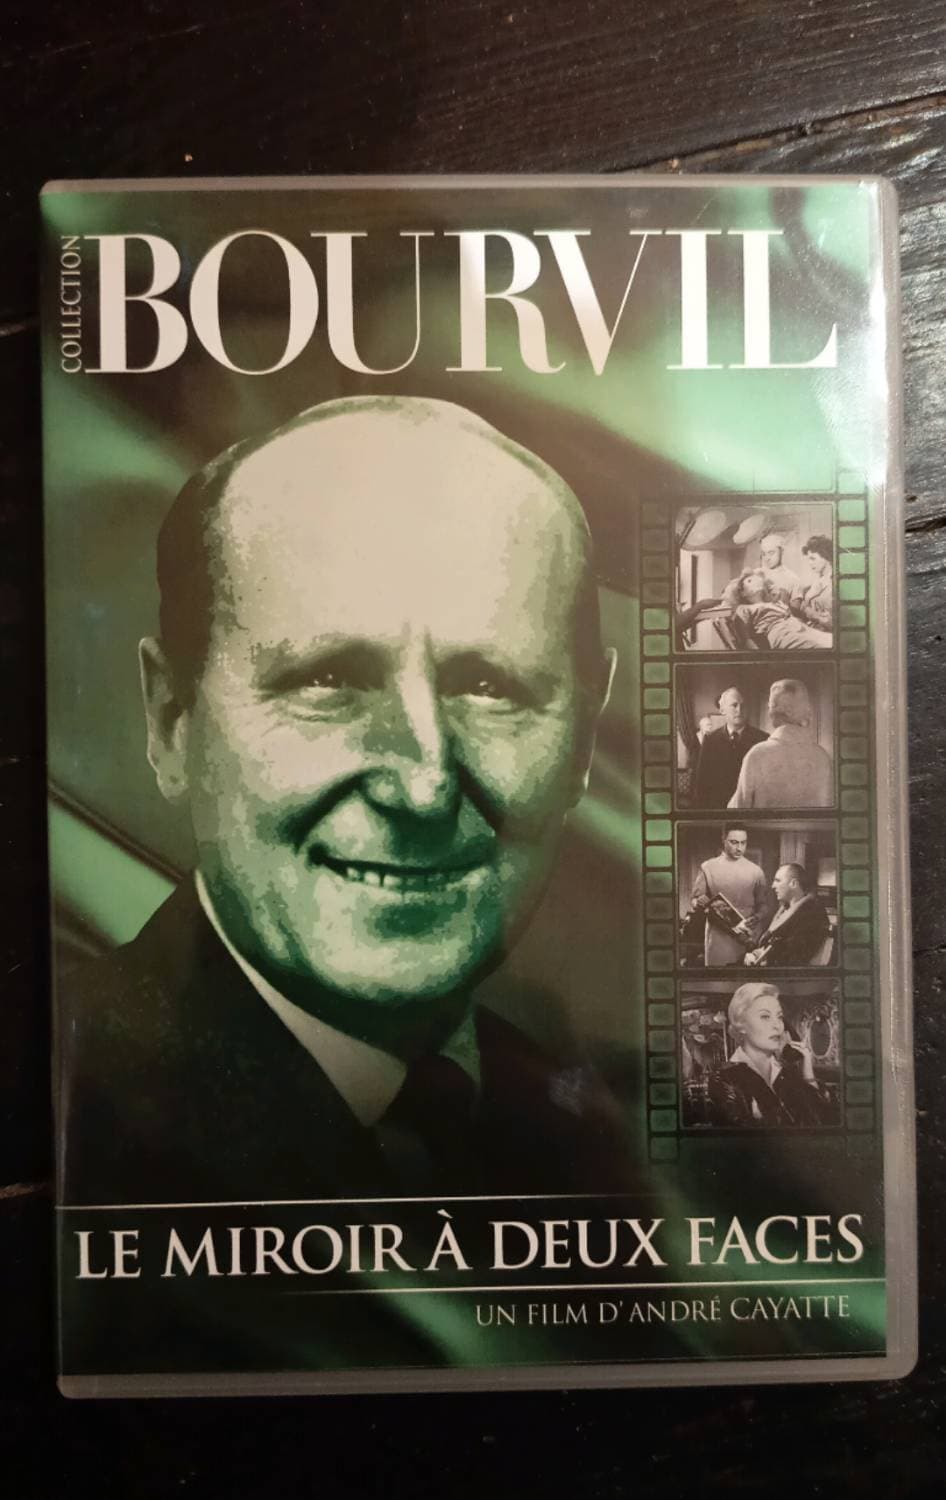 COLLECTION
BOURVIL
LE MIROIR À DEUX FACES
UN FILM D'ANDRÉ CAYATTE